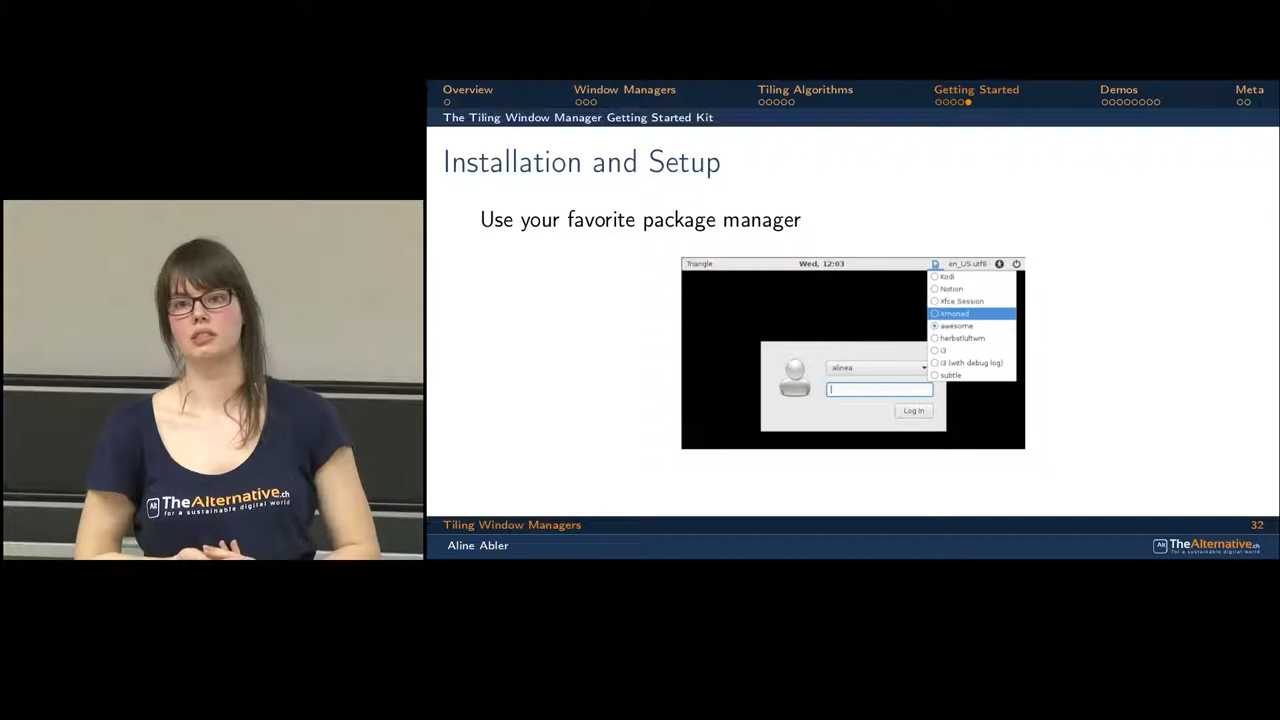 Overview
Window Managers
Tiling Algorithms
Getting Started
Demos
Meta
The Tiling Window Manager Getting Started Kit
Installation and Setup
Use your favorite package manager
Triangle
Wed, 12:03
en_US.utf8
Kodi
Notion
Xfce Session
Xmonad
awesome
herbstluftwm
i3
i3 (with debug log)
subtle
alinea
Log In
Alt TheAlternative.ch
for a sustainable digital world
Tiling Window Managers
32
Aline Abler
Alt TheAlternative.ch
for a sustainable digital world